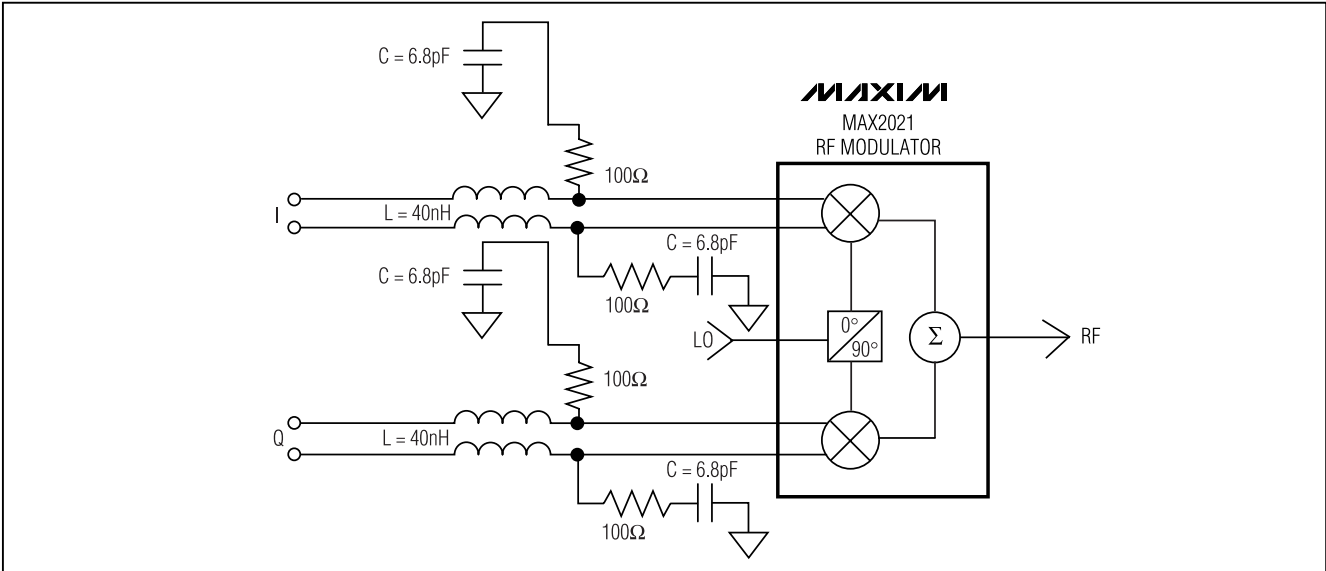 C = 6.8pF
MAXIM
MAX2021
RF MODULATOR
100Ω
I
L = 40nH
C = 6.8pF
C = 6.8pF
100Ω
LO
0°
90°
Σ
RF
100Ω
Q
L = 40nH
C = 6.8pF
100Ω